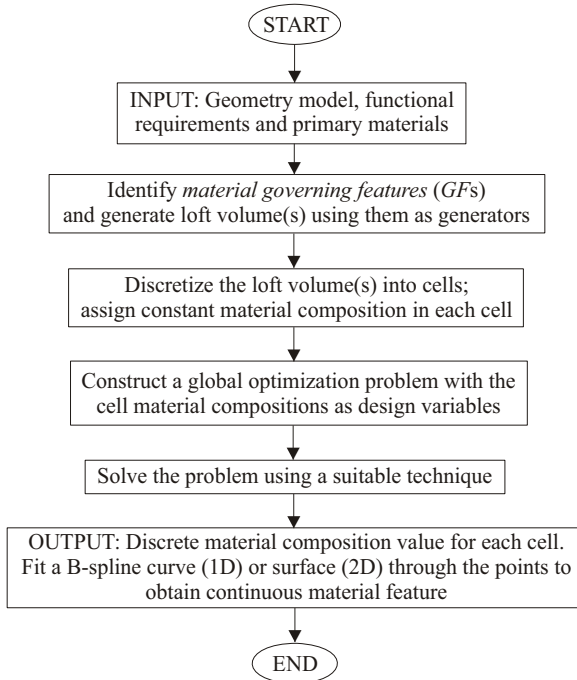 START
INPUT: Geometry model, functional
requirements and primary materials
Identify material governing features (GFs)
and generate loft volume(s) using them as generators
Discretize the loft volume(s) into cells;
assign constant material composition in each cell
Construct a global optimization problem with the
cell material compositions as design variables
Solve the problem using a suitable technique
OUTPUT: Discrete material composition value for each cell.
Fit a B-spline curve (1D) or surface (2D) through the points to
obtain continuous material feature
END